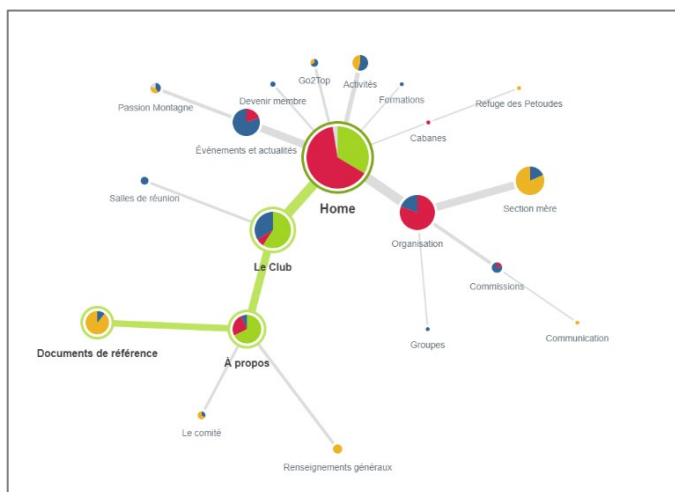 Go2Top
Activités
Devenir membre
Formations
Passion Montagne
Refuge des Petoudes
Cabanes
Évènements et actualités
Salles de réunion
Home
Section mère
Organisation
Le Club
Commissions
Communication
Groupes
Documents de référence
À propos
Le comité
Renseignements généraux